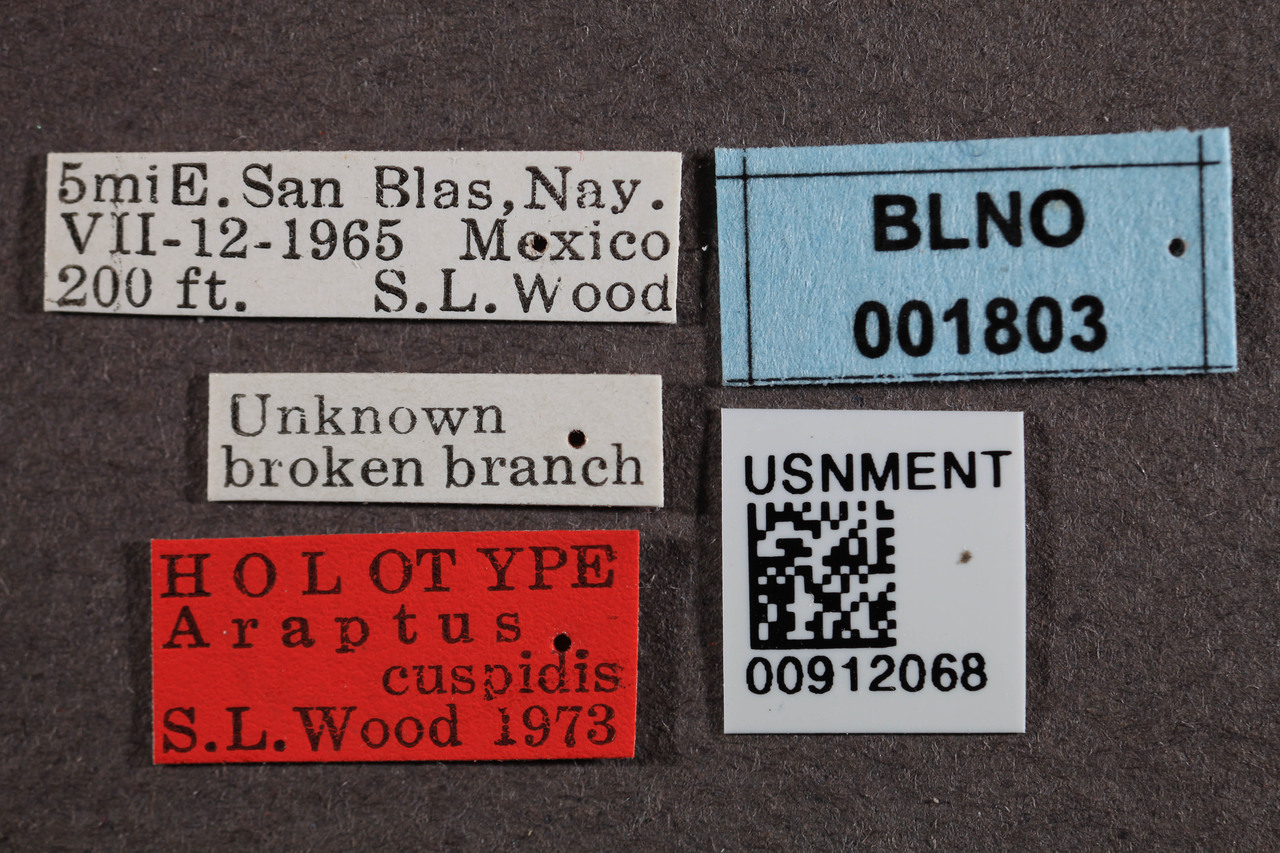 5miE. San Blas, Nay.
VII-12-1965 Mexico
200 ft. S.L.Wood
Unknown
broken branch
HOLOTYPE
Araptus
cuspidis
S.L.Wood 1973
BLNO
001803
USNMENT
00912068